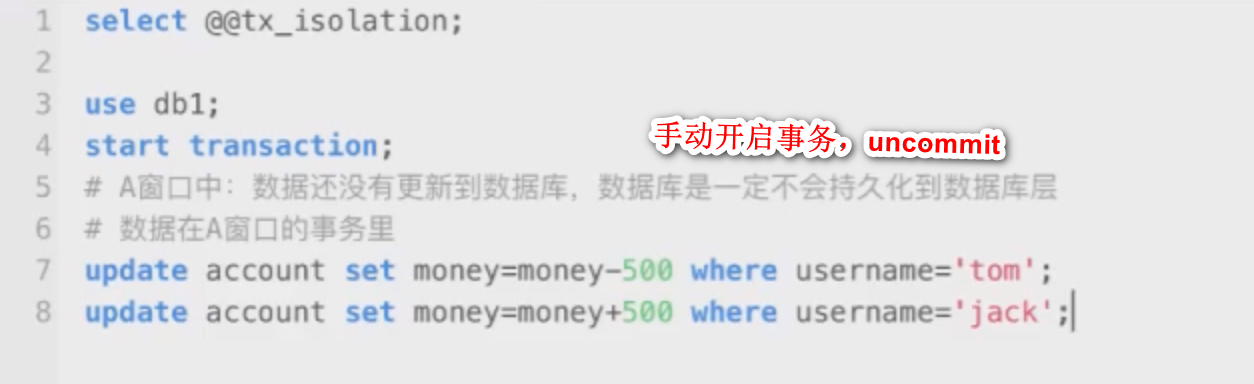 1 select @@tx_isolation;
2
3 use db1;
手动开启事务，uncommit
4 start transaction;
5 # A窗口中：数据还没有更新到数据库，数据库是一定不会持久化到数据库层
6 # 数据在A窗口的事务里
7 update account set money=money-500 where username='tom';
8 update account set money=money+500 where username='jack';